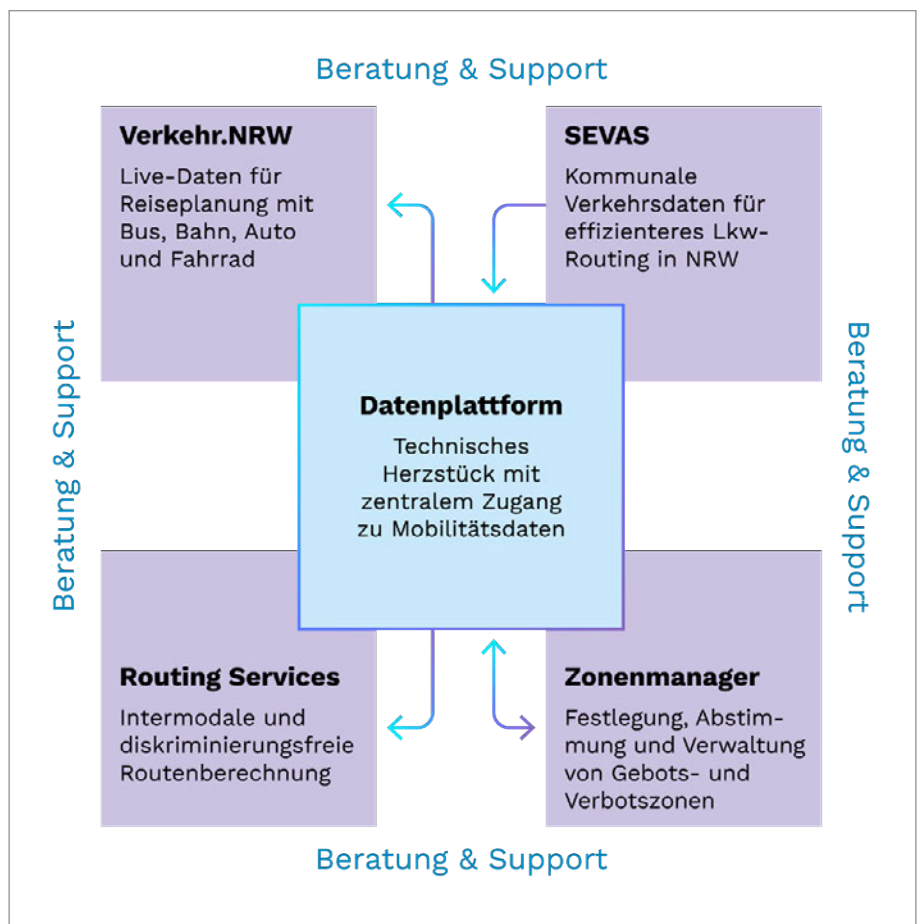 Beratung & Support
Verkehr.NRW
Live-Daten für
Reiseplanung mit
Bus, Bahn, Auto
und Fahrrad
SEVAS
Kommunale
Verkehrsdaten für
effizienteres Lkw-
Routing in NRW
Beratung & Support
Datenplattform
Technisches
Herzstück mit
zentralem Zugang
zu Mobilitätsdaten
Beratung & Support
Routing Services
Intermodale und
diskriminierungsfreie
Routenberechnung
Zonenmanager
Festlegung, Abstim-
mung und Verwaltung
von Gebots- und
Verbotszonen
Beratung & Support